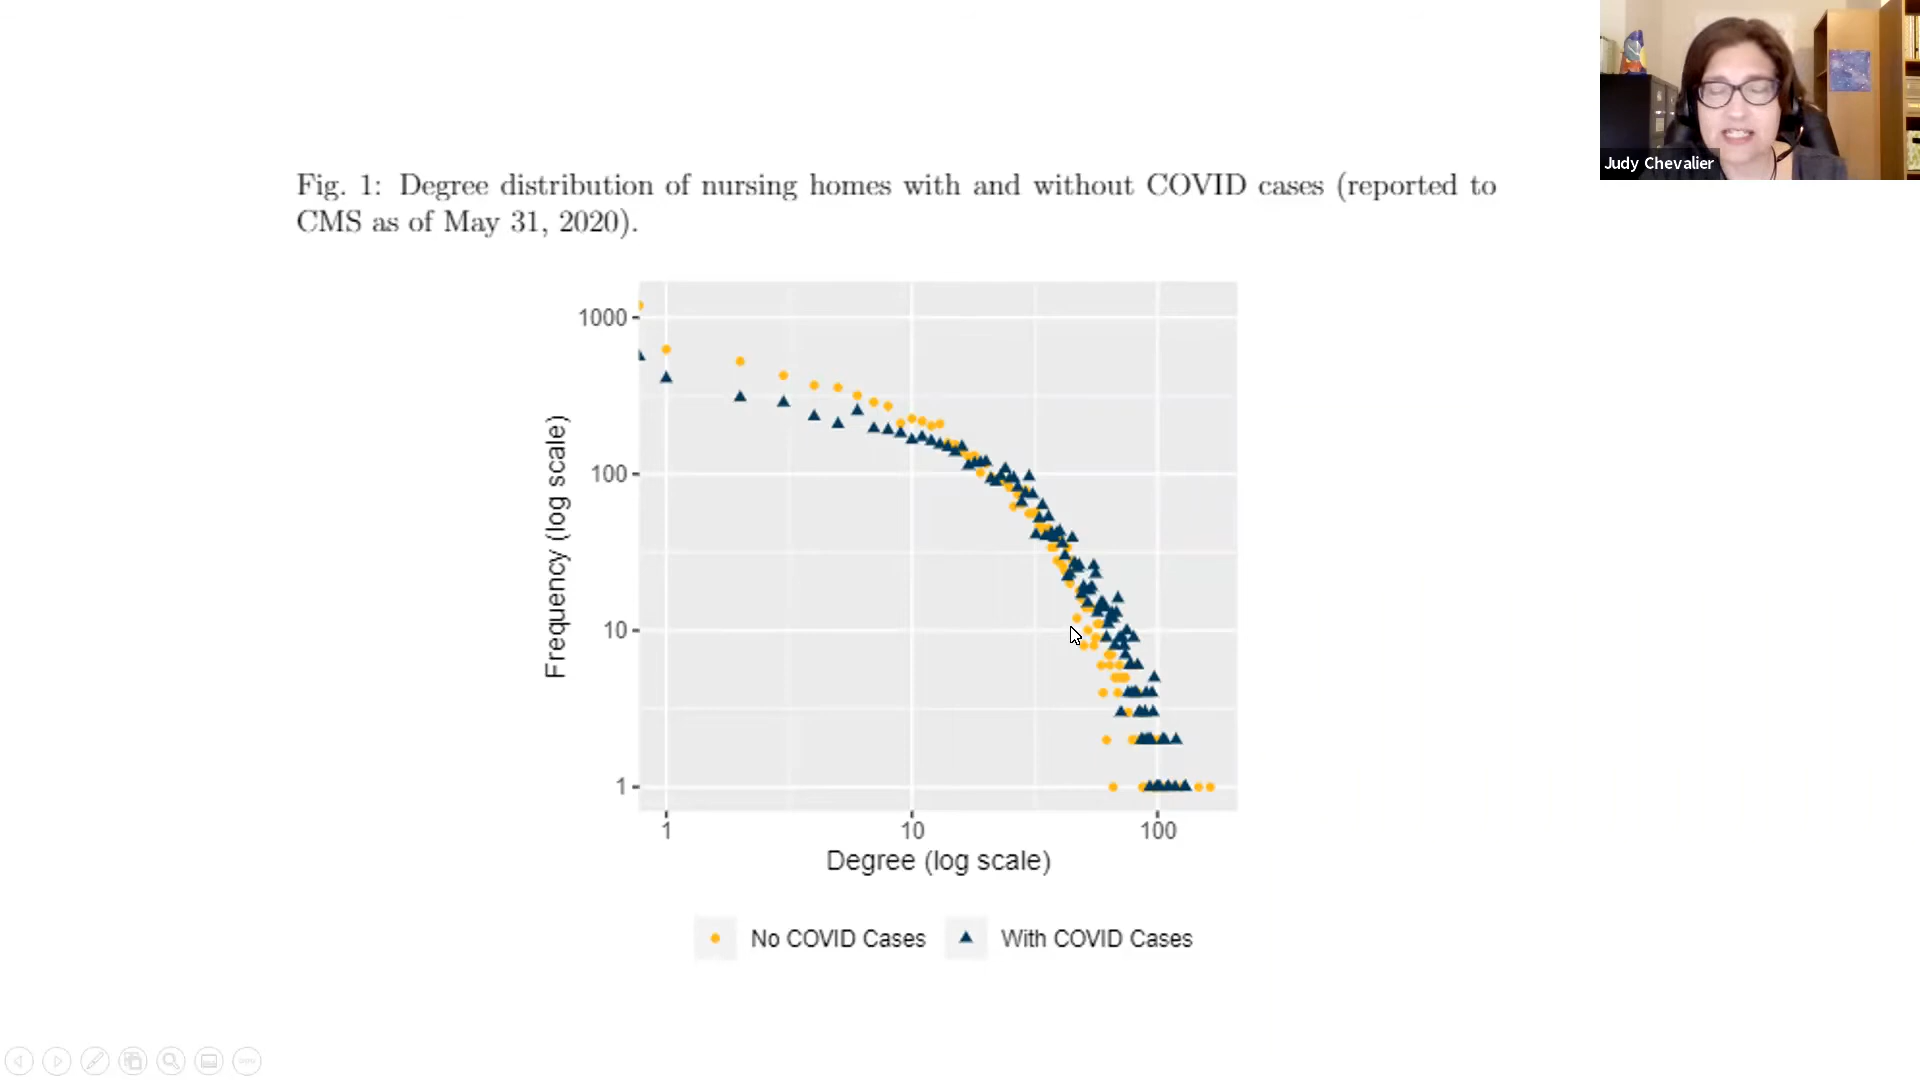 Judy Chevalier
Fig. 1: Degree distribution of nursing homes with and without COVID cases (reported to
CMS as of May 31, 2020).
1000
100
10
1
Frequency (log scale)
1
10
100
Degree (log scale)
No COVID Cases
With COVID Cases